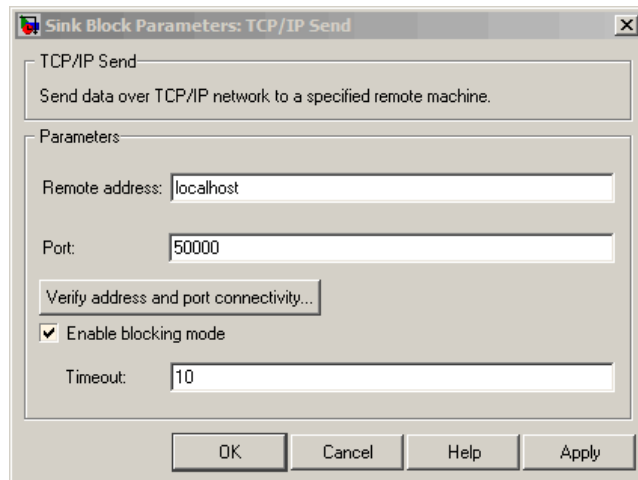 Sink Block Parameters: TCP/IP Send
TCP/IP Send
Send data over TCP/IP network to a specified remote machine.
Parameters
Remote address: localhost
Port: 50000
Verify address and port connectivity...
Enable blocking mode
Timeout: 10
OK Cancel Help Apply